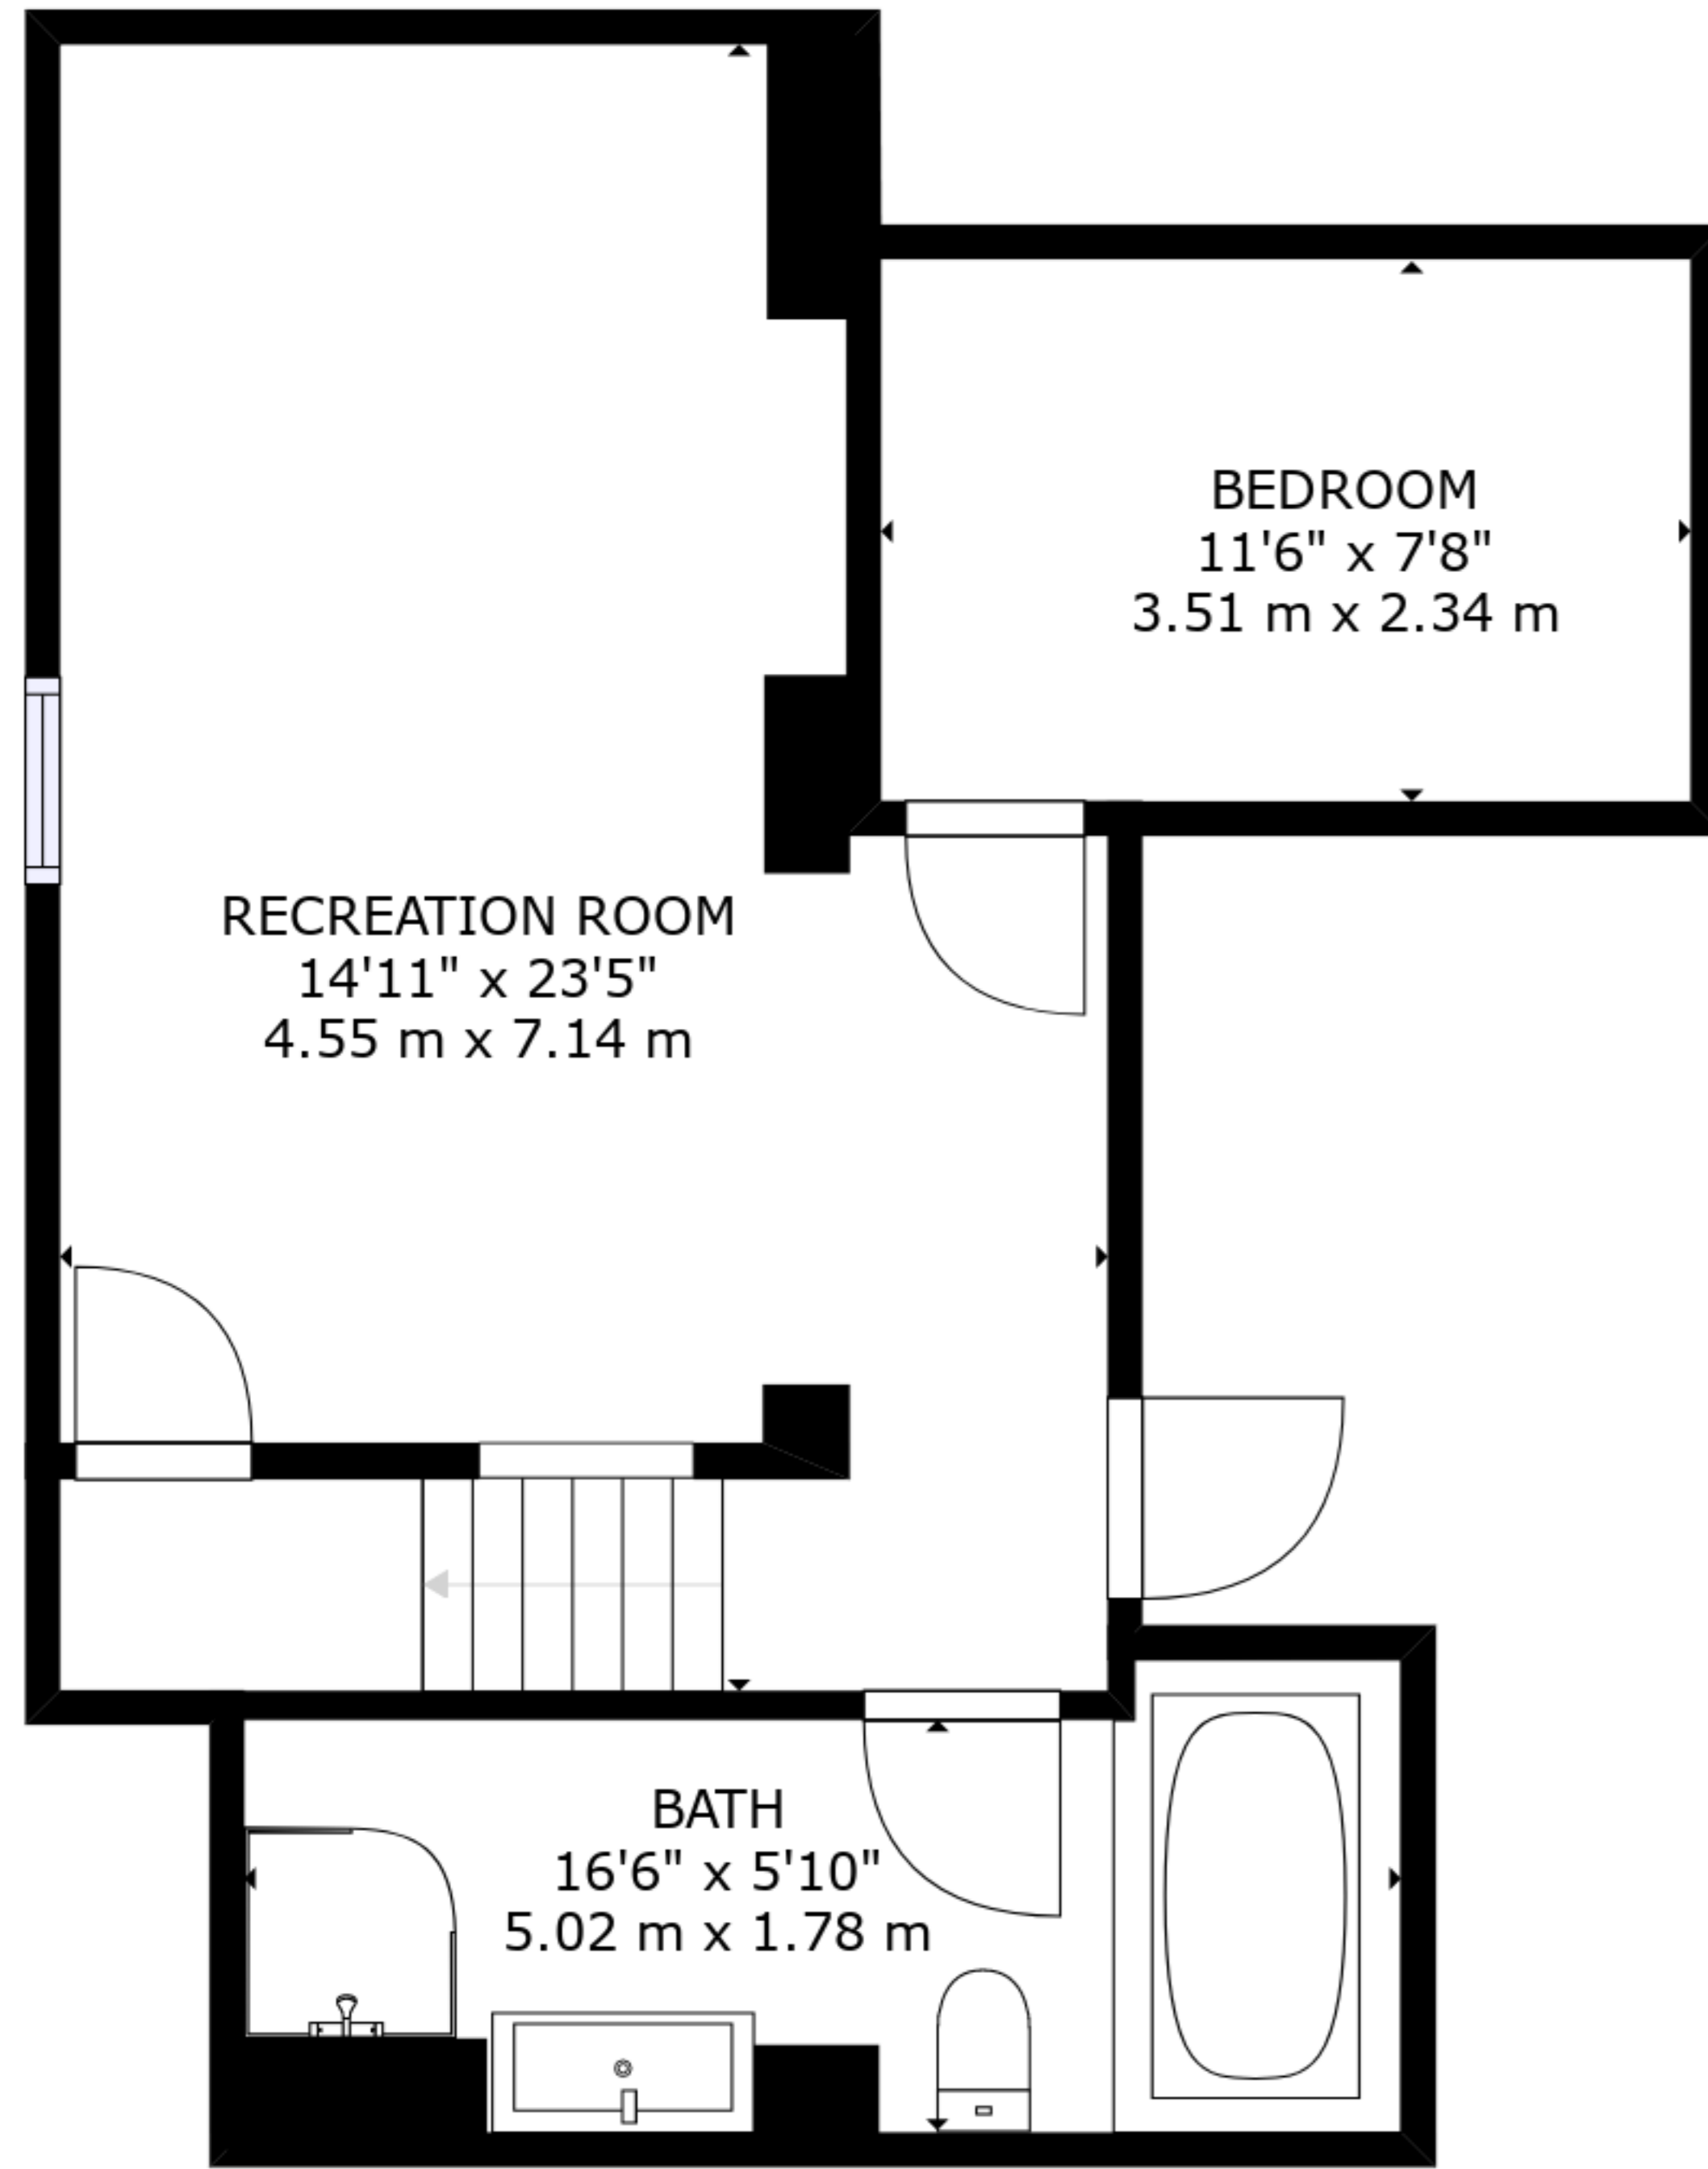 BEDROOM
11'6" x 7'8"
3.51 m x 2.34 m
RECREATION ROOM
14'11" x 23'5"
4.55 m x 7.14 m
BATH
16'6" x 5'10"
5.02 m x 1.78 m